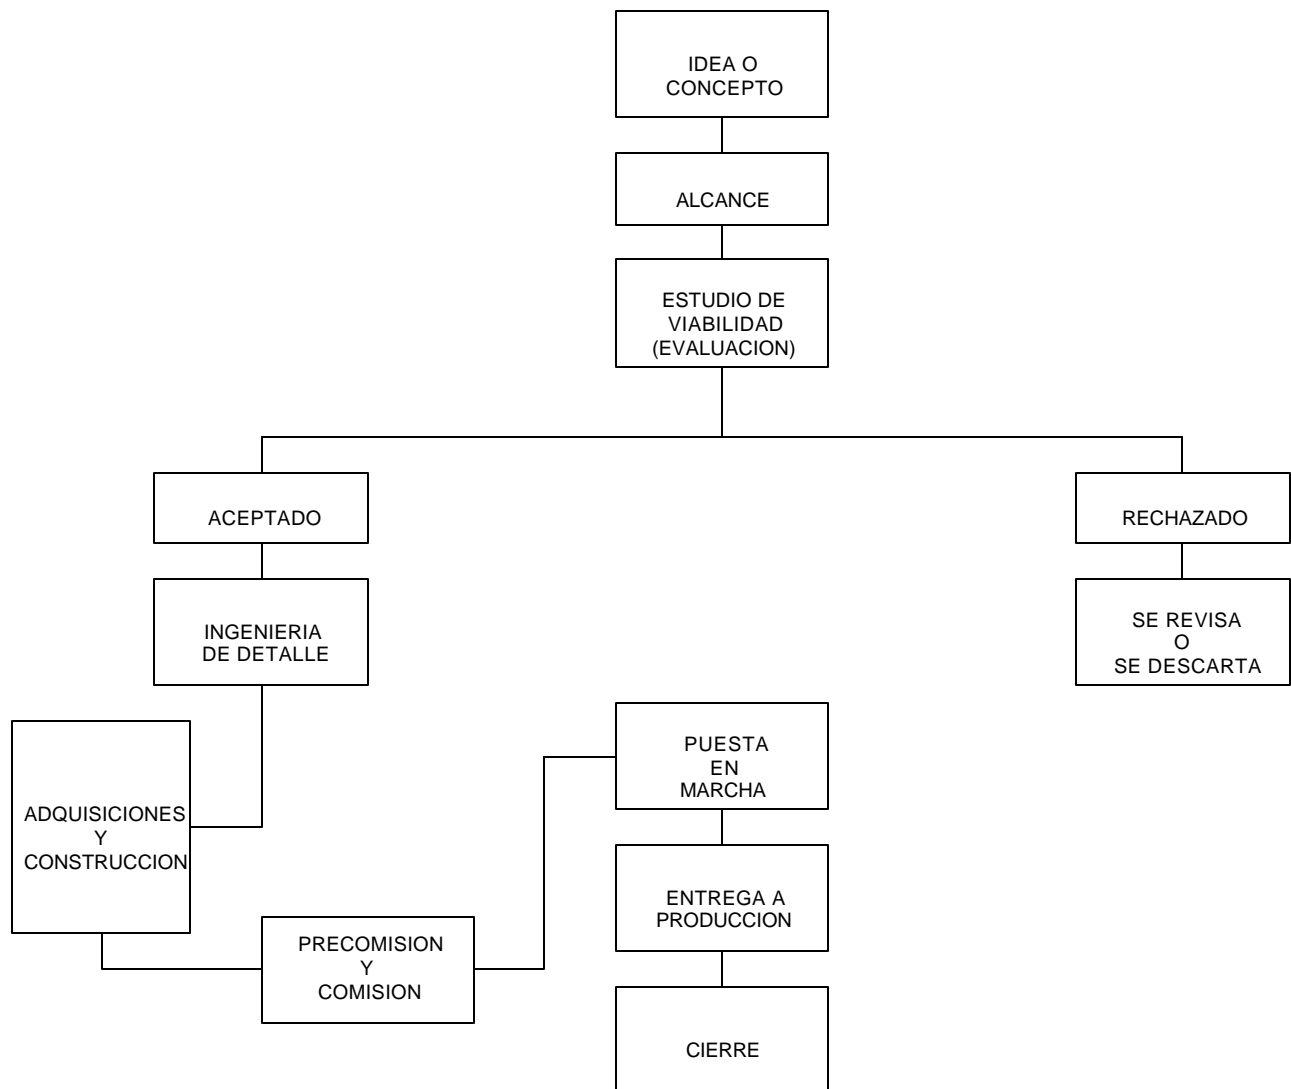 IDEA O
CONCEPTO
ALCANCE
ESTUDIO DE
VIABILIDAD
(EVALUACION)
ACEPTADO
RECHAZADO
INGENIERIA
DE DETALLE
SE REVISA
O
SE DESCARTA
ADQUISICIONES
Y
CONSTRUCCION
PRECOMISION
Y
COMISION
PUESTA
EN
MARCHA
ENTREGA A
PRODUCCION
CIERRE